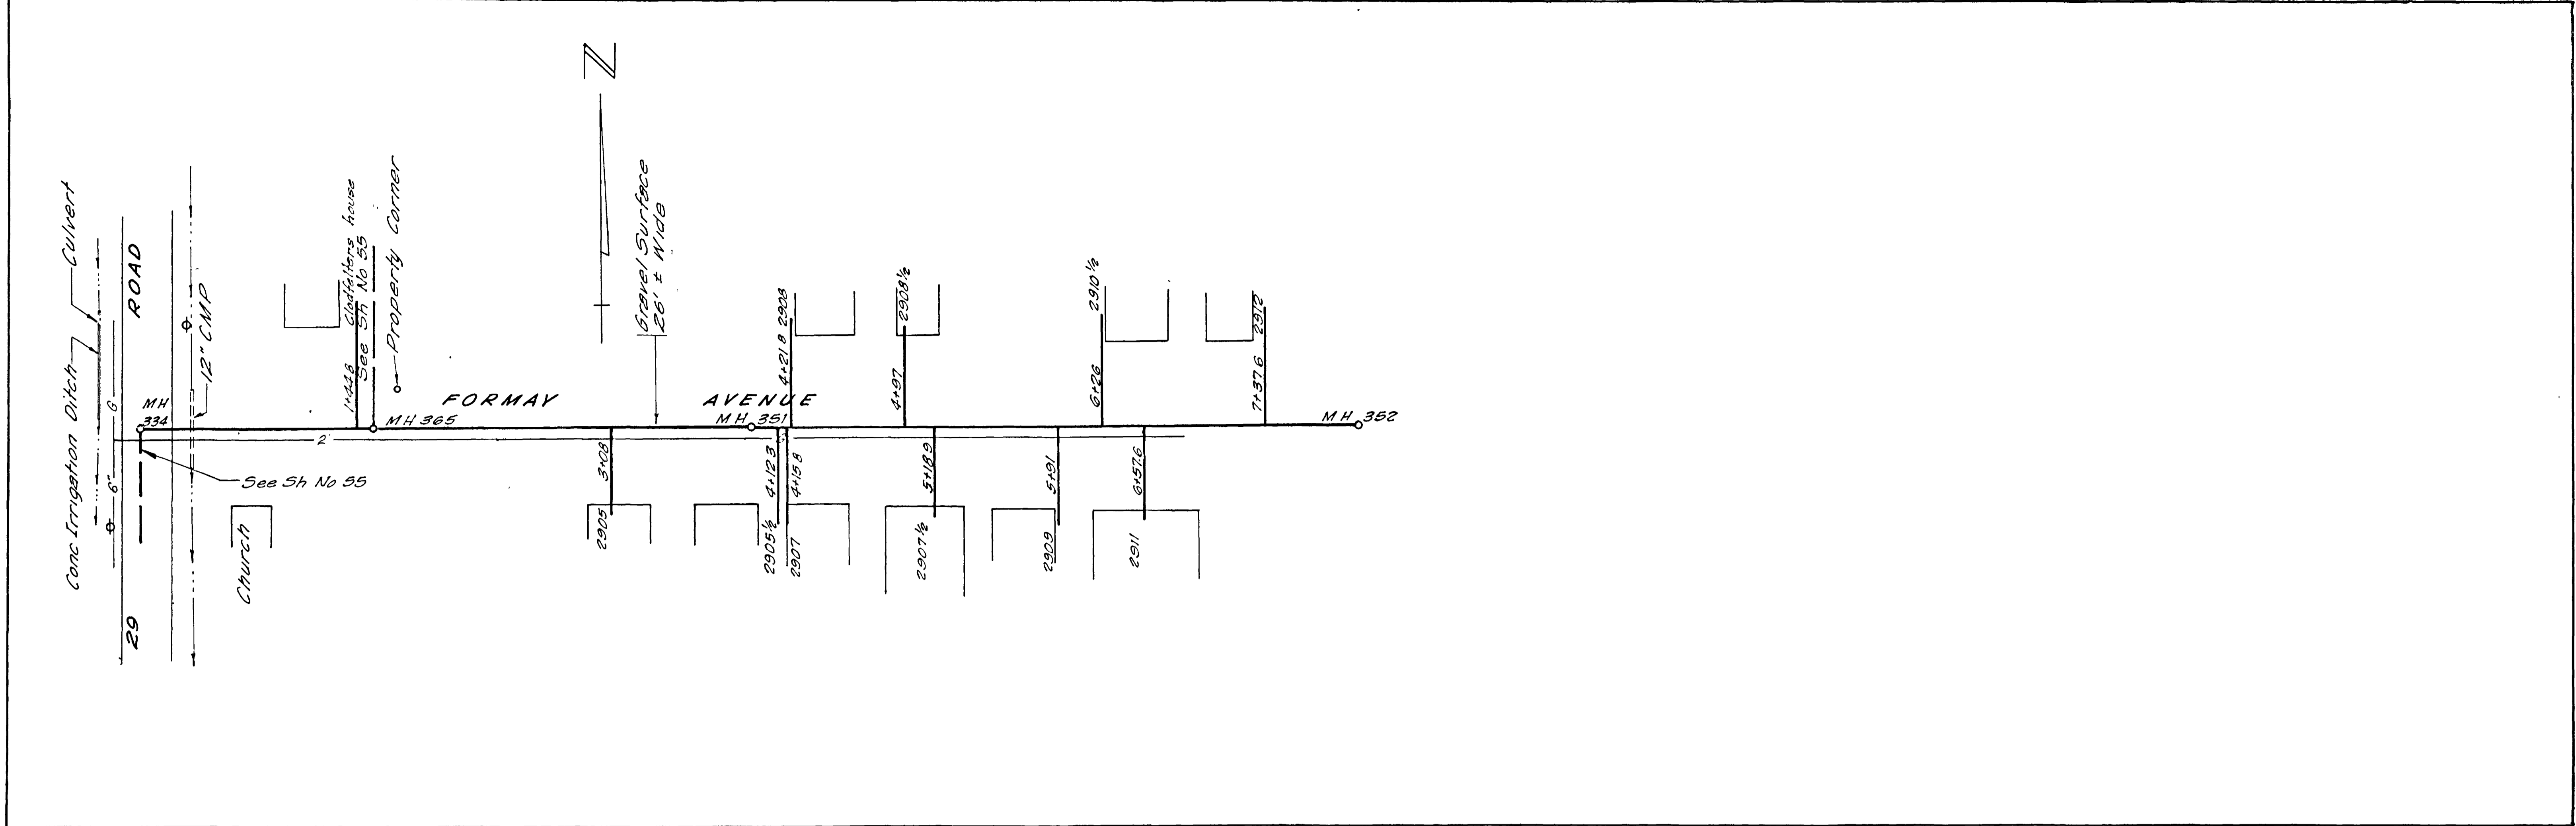 N
Conc Irrigation Ditch
Culvert
29 ROAD
12" CMP
6"
G
MH
334
See Sh No 55
Church
1+44.6 Clodfelters house
See Sh No 55
Property Corner
MH 365
FORMAY AVENUE
2"
Gravel Surface
26' ± Wide
MH 351
3+08
2905
4+12.3
2905½
4+15.8
2907
4+21.8 2908
4+97
2908½
5+18.9
2907½
5+91
2909
6+26
2910½
6+57.6
2911
7+37.6 2912
MH 352